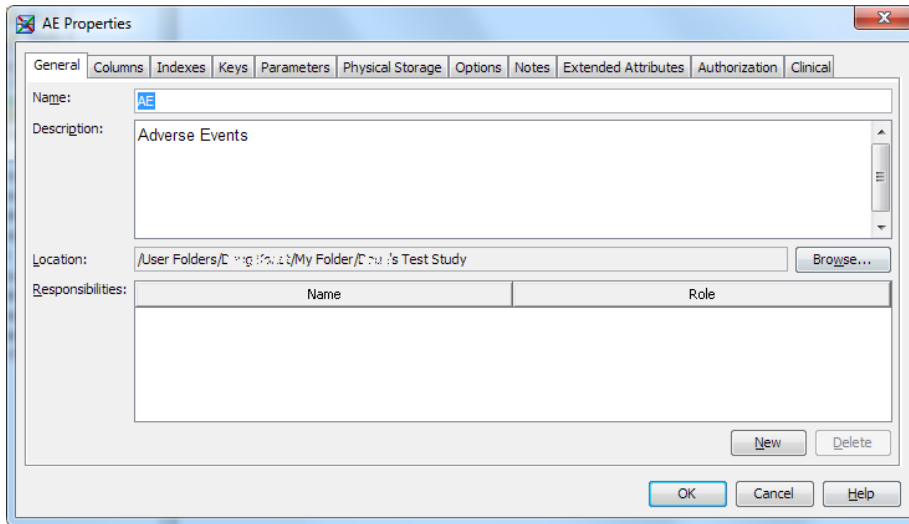 AE Properties
General Columns Indexes Keys Parameters Physical Storage Options Notes Extended Attributes Authorization Clinical
Name: AE
Description: Adverse Events
Location: /User Folders/ /My Folder/ 's Test Study Browse...
Responsibilities: Name Role
New Delete
OK Cancel Help